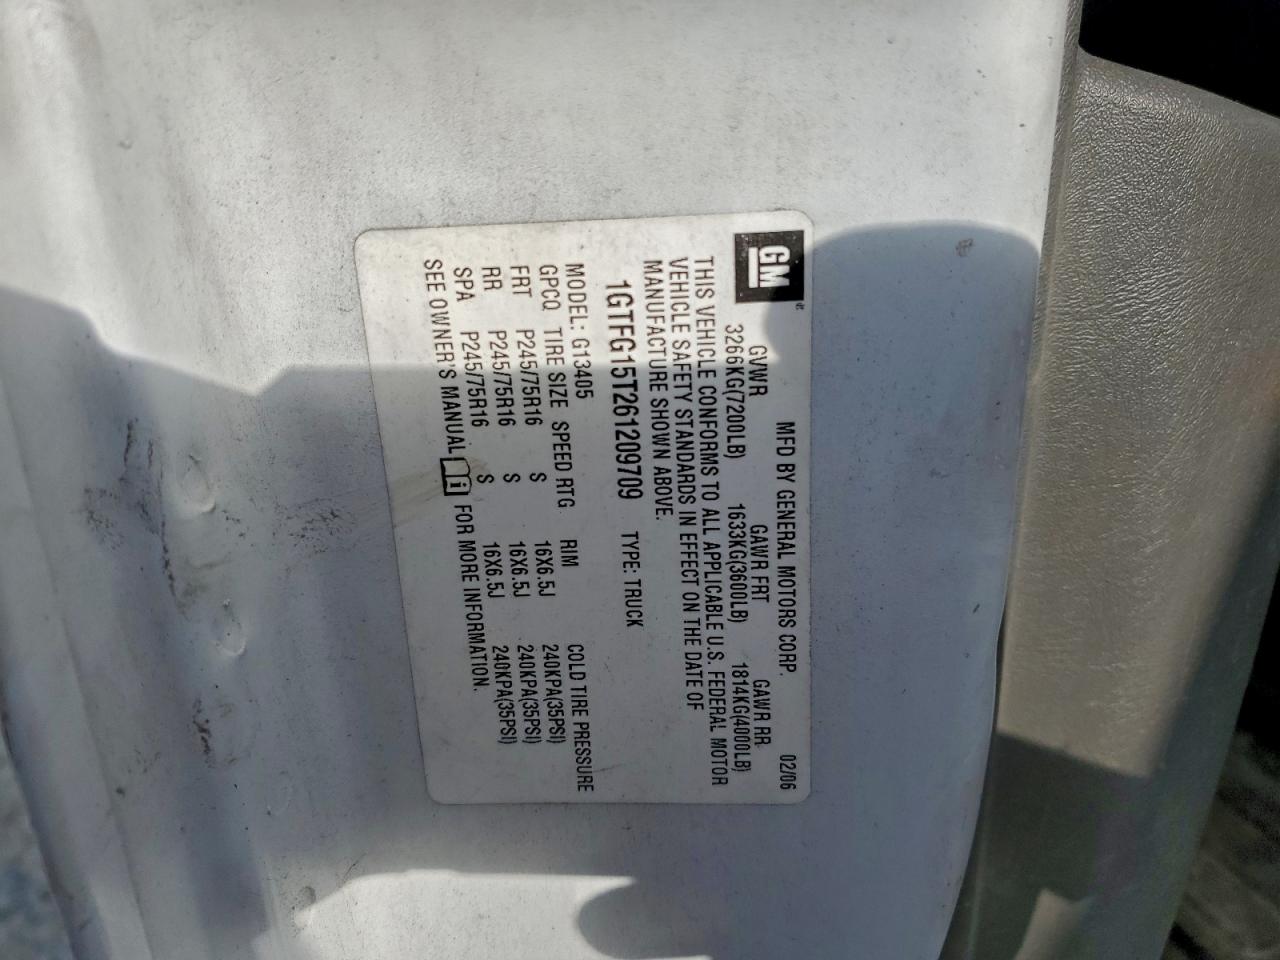 GM ®
MFD BY GENERAL MOTORS CORP. 02/06
GVWR GAWR FRT GAWR RR
3266KG(7200LB) 1633KG(3600LB) 1814KG(4000LB)
THIS VEHICLE CONFORMS TO ALL APPLICABLE U.S. FEDERAL MOTOR
VEHICLE SAFETY STANDARDS IN EFFECT ON THE DATE OF
MANUFACTURE SHOWN ABOVE.
1GTFG15T261209709 TYPE: TRUCK
MODEL: G13405
GPCQ TIRE SIZE SPEED RTG RIM COLD TIRE PRESSURE
FRT P245/75R16 S 16X6.5J 240KPA(35PSI)
RR P245/75R16 S 16X6.5J 240KPA(35PSI)
SPA P245/75R16 S 16X6.5J 240KPA(35PSI)
SEE OWNER'S MANUAL i FOR MORE INFORMATION.